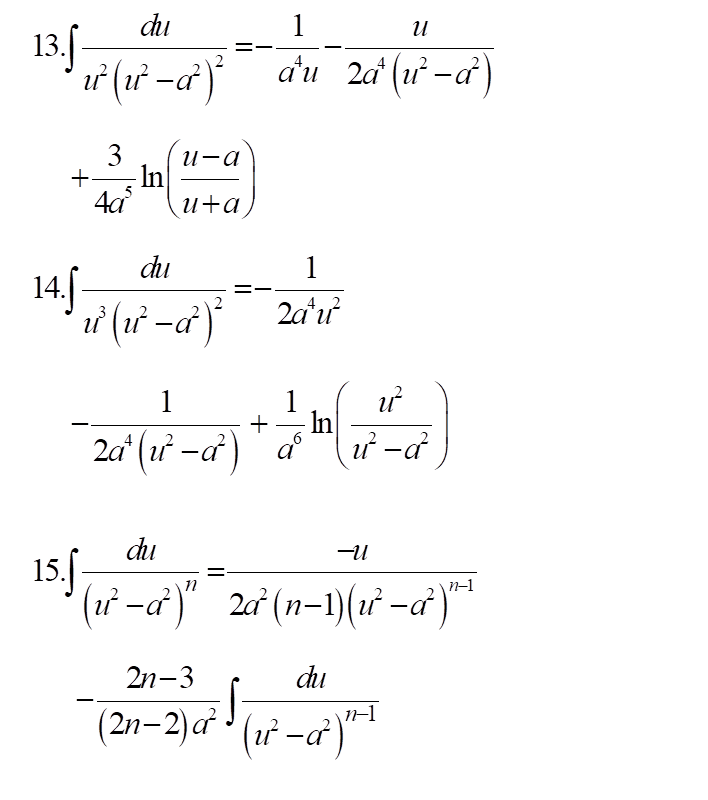 13. ∫ du / (u²(u² − a²)²) = − 1/(a⁴u) − u / (2a⁴(u² − a²))
+ 3/(4a⁵) ln((u − a)/(u + a))
14. ∫ du / (u³(u² − a²)²) = − 1/(2a⁴u²)
− 1/(2a⁴(u² − a²)) + 1/a⁶ ln(u²/(u² − a²))
15. ∫ du / (u² − a²)ⁿ = −u / (2a²(n−1)(u² − a²)ⁿ⁻¹)
− (2n−3)/((2n−2)a²) ∫ du / (u² − a²)ⁿ⁻¹